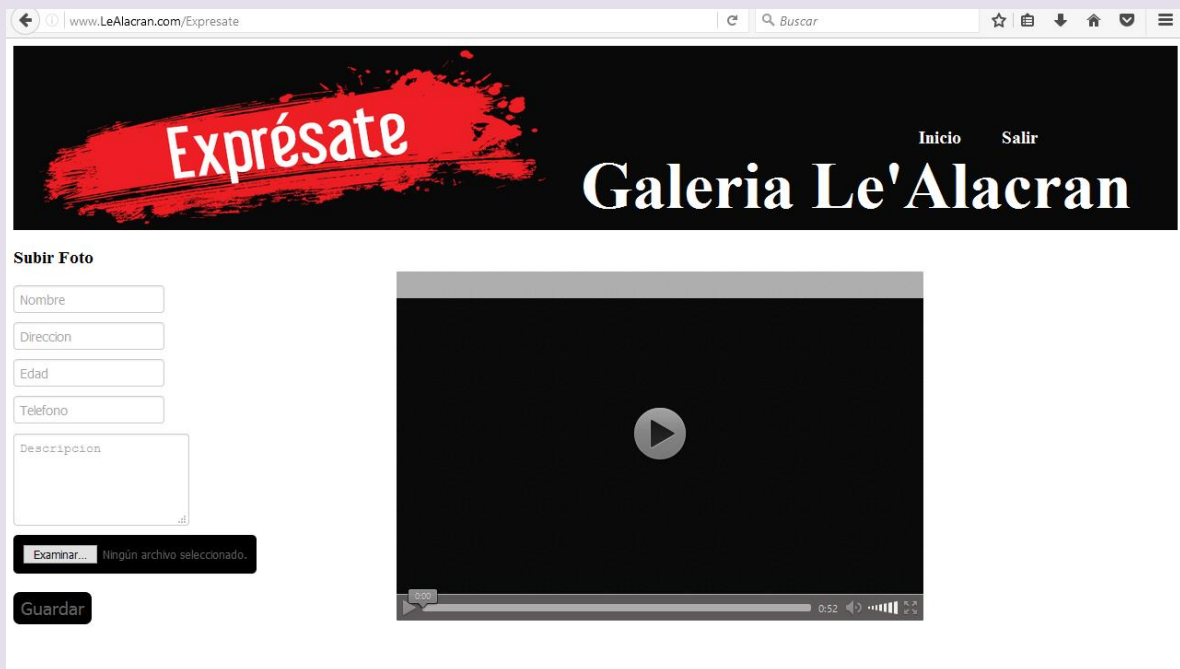 www.LeAlacran.com/Expresate
Buscar
Exprésate
Inicio Salir
Galeria Le'Alacran
Subir Foto
Nombre
Direccion
Edad
Telefono
Descripcion
Examinar... Ningún archivo seleccionado.
Guardar
0:00
0:52